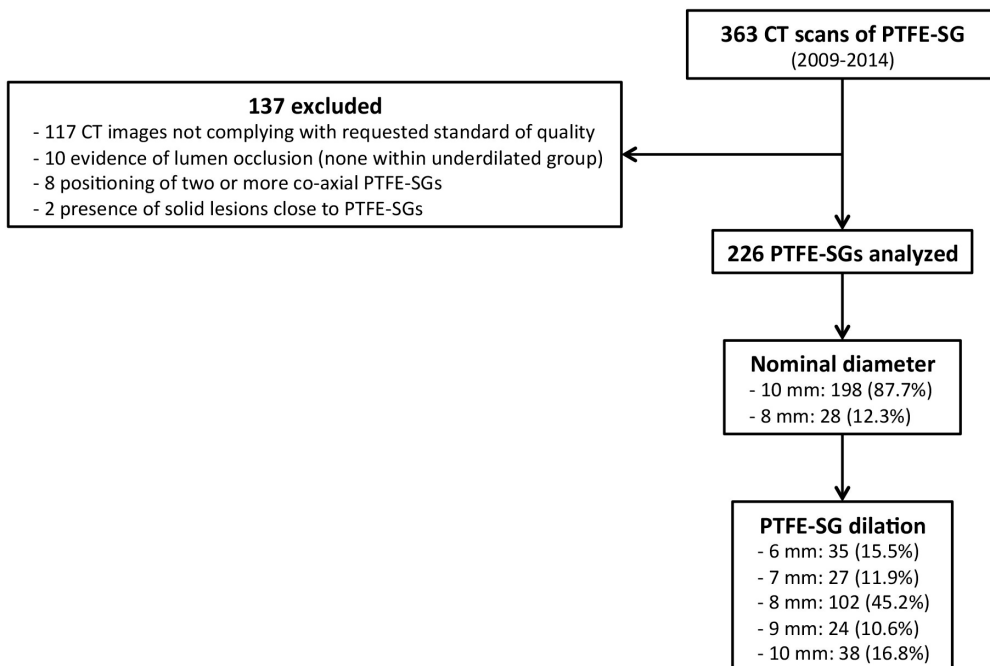 363 CT scans of PTFE-SG
(2009-2014)
137 excluded
- 117 CT images not complying with requested standard of quality
- 10 evidence of lumen occlusion (none within underdilated group)
- 8 positioning of two or more co-axial PTFE-SGs
- 2 presence of solid lesions close to PTFE-SGs
226 PTFE-SGs analyzed
Nominal diameter
- 10 mm: 198 (87.7%)
- 8 mm: 28 (12.3%)
PTFE-SG dilation
- 6 mm: 35 (15.5%)
- 7 mm: 27 (11.9%)
- 8 mm: 102 (45.2%)
- 9 mm: 24 (10.6%)
- 10 mm: 38 (16.8%)